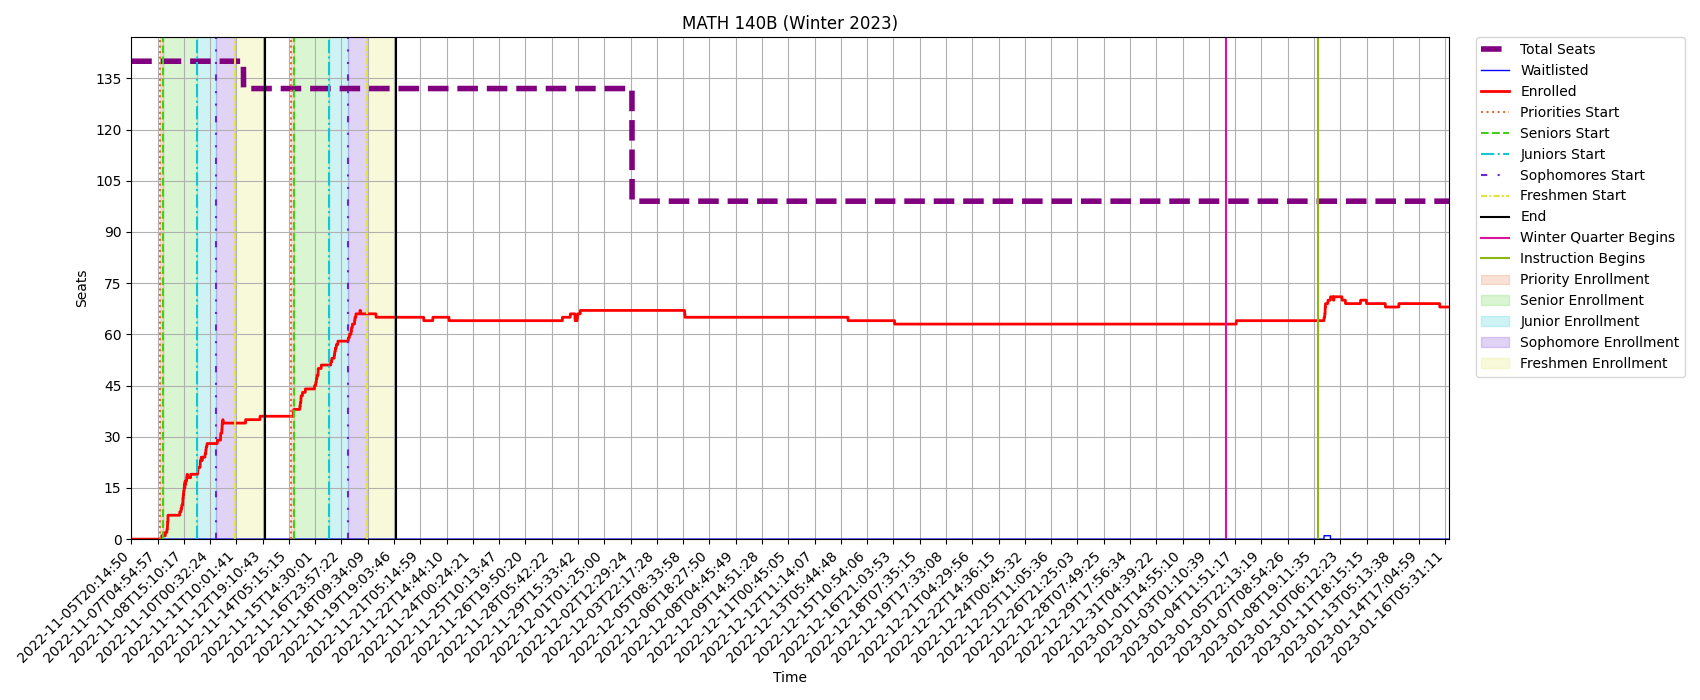 MATH 140B (Winter 2023)
Seats
135
120
105
90
75
60
45
30
15
0
2022-11-05T20:14:50
2022-11-07T04:54:57
2022-11-08T15:10:17
2022-11-10T00:32:24
2022-11-11T10:01:41
2022-11-12T19:10:43
2022-11-14T05:15:15
2022-11-15T14:30:01
2022-11-16T23:57:22
2022-11-18T09:34:09
2022-11-19T19:03:46
2022-11-21T05:14:59
2022-11-22T14:44:10
2022-11-24T00:24:21
2022-11-25T10:13:47
2022-11-26T19:50:20
2022-11-28T05:42:22
2022-11-29T15:33:42
2022-12-01T01:25:00
2022-12-02T12:29:24
2022-12-03T22:17:28
2022-12-05T08:33:58
2022-12-06T18:27:50
2022-12-08T04:45:49
2022-12-09T14:51:28
2022-12-11T00:45:05
2022-12-12T11:14:07
2022-12-13T05:44:48
2022-12-15T10:54:06
2022-12-16T21:03:53
2022-12-18T07:35:15
2022-12-19T17:33:08
2022-12-21T04:29:56
2022-12-22T14:36:15
2022-12-24T00:45:32
2022-12-25T11:05:36
2022-12-26T21:25:03
2022-12-28T07:49:25
2022-12-29T17:56:34
2022-12-31T04:39:22
2023-01-01T14:55:10
2023-01-03T01:10:39
2023-01-04T11:51:17
2023-01-05T22:13:19
2023-01-07T08:54:26
2023-01-08T19:11:35
2023-01-10T06:12:23
2023-01-11T18:15:15
2023-01-13T05:13:38
2023-01-14T17:04:59
2023-01-16T05:31:11
Time
Total Seats
Waitlisted
Enrolled
Priorities Start
Seniors Start
Juniors Start
Sophomores Start
Freshmen Start
End
Winter Quarter Begins
Instruction Begins
Priority Enrollment
Senior Enrollment
Junior Enrollment
Sophomore Enrollment
Freshmen Enrollment